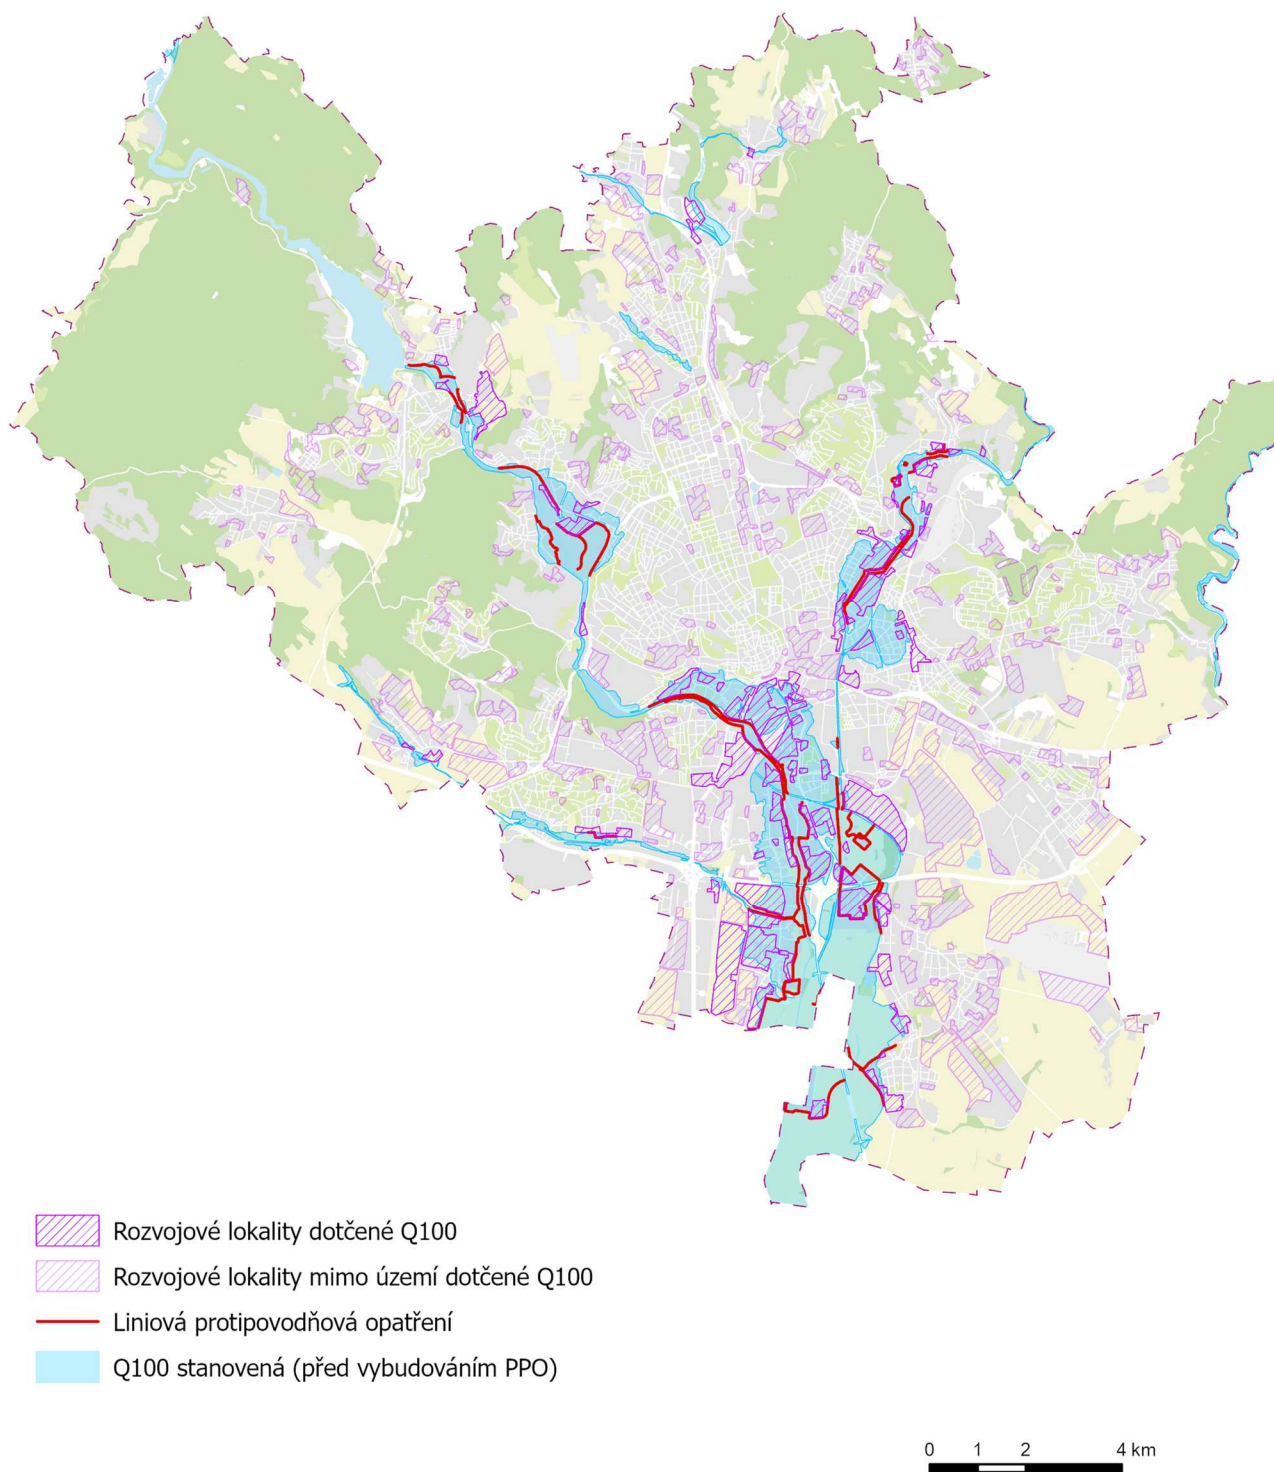 Rozvojové lokality dotčené Q100
Rozvojové lokality mimo území dotčené Q100
Liniová protipovodňová opatření
Q100 stanovená (před vybudováním PPO)
0 1 2 4 km